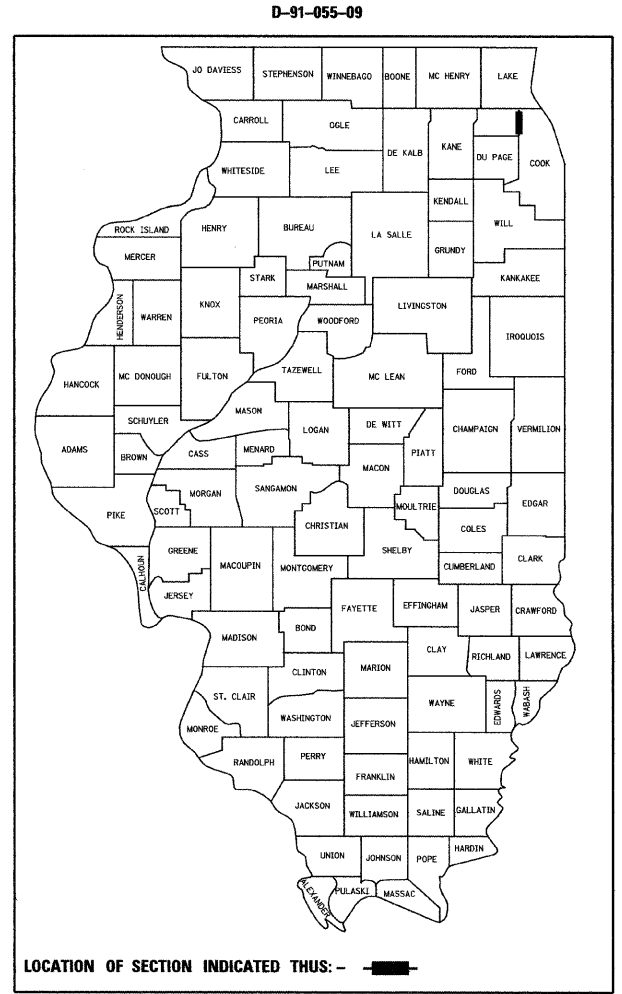 D-91-055-09
JO DAVIESS STEPHENSON WINNEBAGO BOONE MC HENRY LAKE
CARROLL OGLE DE KALB KANE DU PAGE COOK
WHITESIDE LEE
KENDALL
ROCK ISLAND HENRY BUREAU LA SALLE WILL
MERCER PUTNAM GRUNDY
STARK MARSHALL KANKAKEE
HENDERSON WARREN KNOX PEORIA WOODFORD LIVINGSTON IROQUOIS
HANCOCK MC DONOUGH FULTON TAZEWELL MC LEAN FORD
MASON
SCHUYLER LOGAN DE WITT CHAMPAIGN VERMILION
ADAMS BROWN CASS MENARD MACON PIATT
MORGAN SANGAMON DOUGLAS EDGAR
PIKE SCOTT CHRISTIAN MOULTRIE COLES
GREENE MACOUPIN MONTGOMERY SHELBY CUMBERLAND CLARK
CALHOUN JERSEY FAYETTE EFFINGHAM JASPER CRAWFORD
MADISON BOND
CLAY RICHLAND LAWRENCE
CLINTON MARION
ST. CLAIR WAYNE EDWARDS WABASH
MONROE WASHINGTON JEFFERSON
RANDOLPH PERRY HAMILTON WHITE
FRANKLIN
JACKSON WILLIAMSON SALINE GALLATIN
UNION JOHNSON POPE HARDIN
ALEXANDER PULASKI MASSAC
LOCATION OF SECTION INDICATED THUS: -